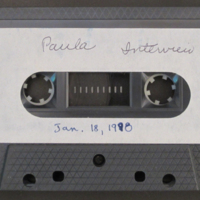 Paula Interview
Jan. 18, 1980